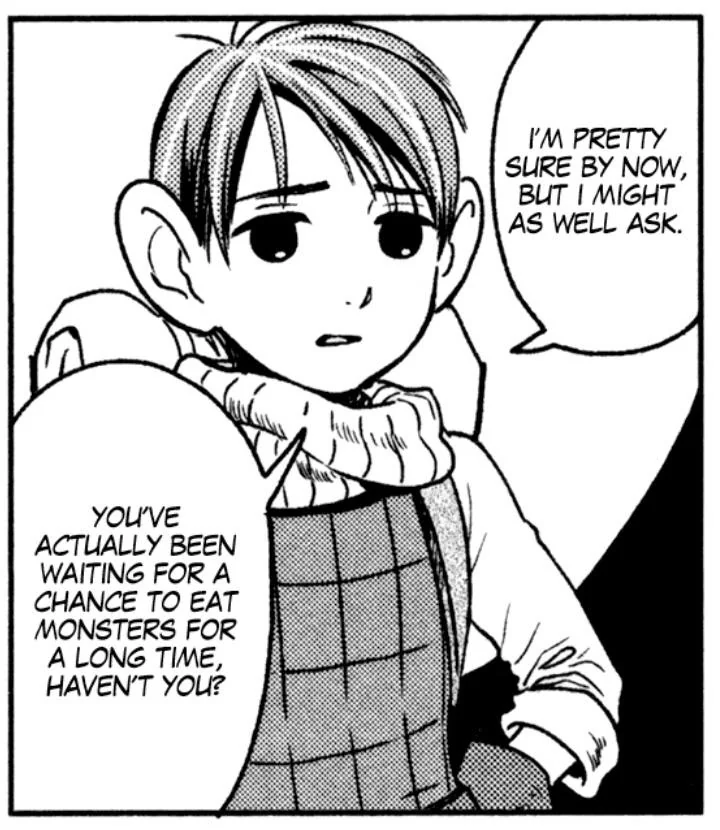 I'M PRETTY
SURE BY NOW,
BUT I MIGHT
AS WELL ASK.
YOU'VE
ACTUALLY BEEN
WAITING FOR A
CHANCE TO EAT
MONSTERS FOR
A LONG TIME,
HAVEN'T YOU?